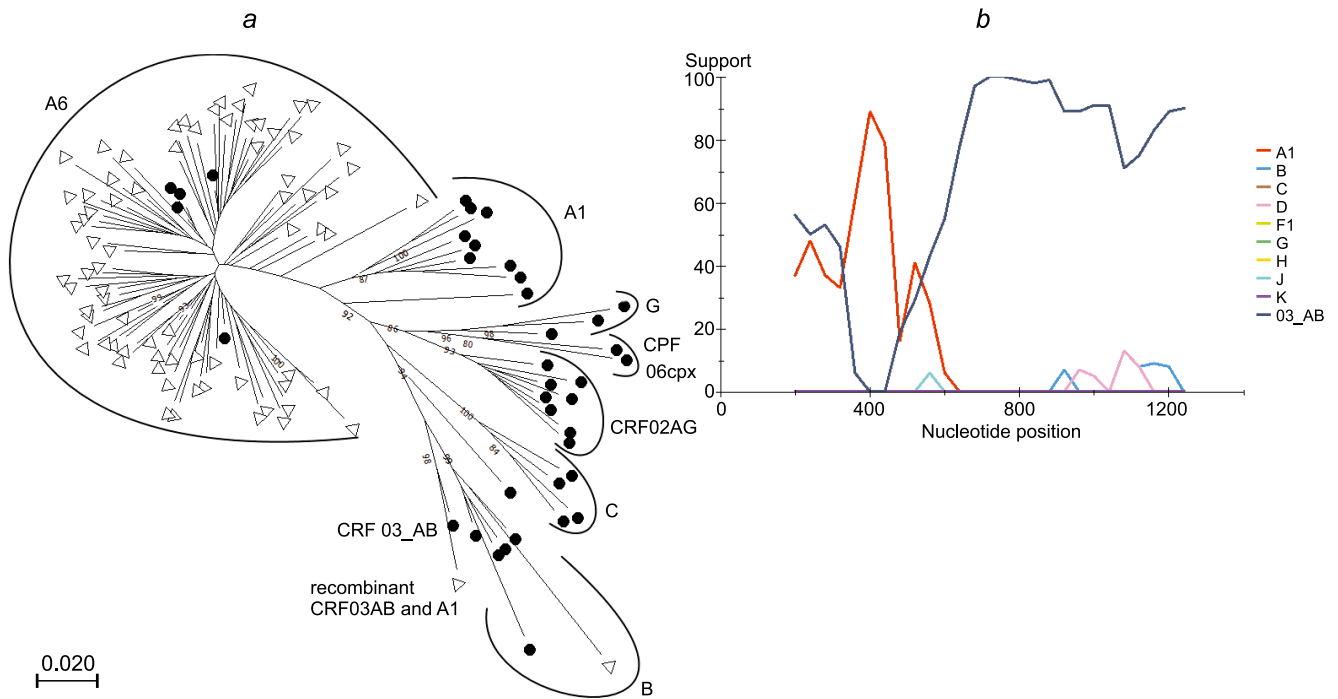 a
A6
A1
100
87
92
G
86
98
96
80
93
CPF
06cpx
CRF02AG
99
100
94
100
84
C
98
99
CRF 03_AB
recombinant
CRF03AB and A1
B
0.020
b
Support
100
80
60
40
20
0
0
400
800
1200
Nucleotide position
A1
B
C
D
F1
G
H
J
K
03_AB